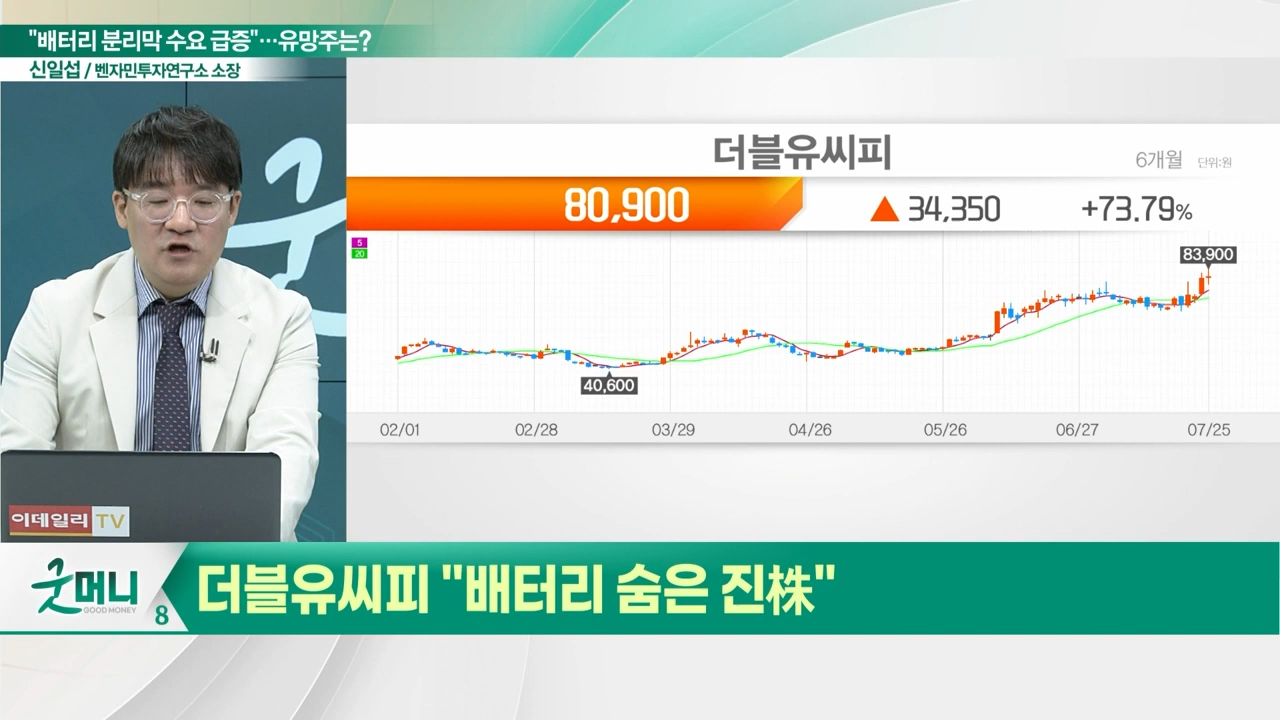 "배터리 분리막 수요 급증"…유망주는?
신일섭 / 벤자민투자연구소 소장
더블유씨피
6개월 단위:원
80,900 ▲ 34,350 +73.79%
5
20
83,900
40,600
02/01 02/28 03/29 04/26 05/26 06/27 07/25
이데일리 TV
굿머니
GOOD MONEY
8
더블유씨피 "배터리 숨은 진株"